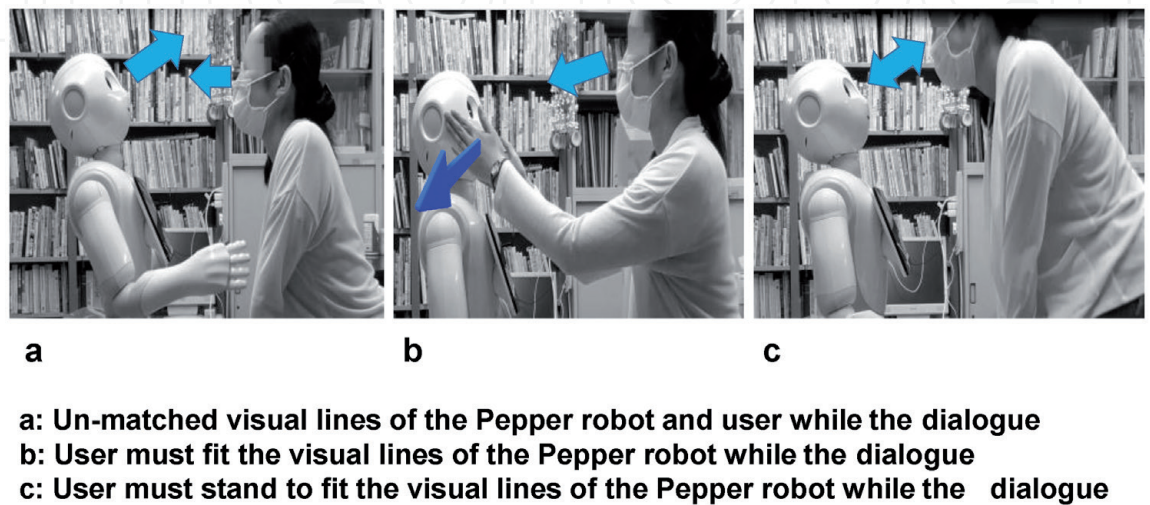 a
b
c
a: Un-matched visual lines of the Pepper robot and user while the dialogue
b: User must fit the visual lines of the Pepper robot while the dialogue
c: User must stand to fit the visual lines of the Pepper robot while the dialogue